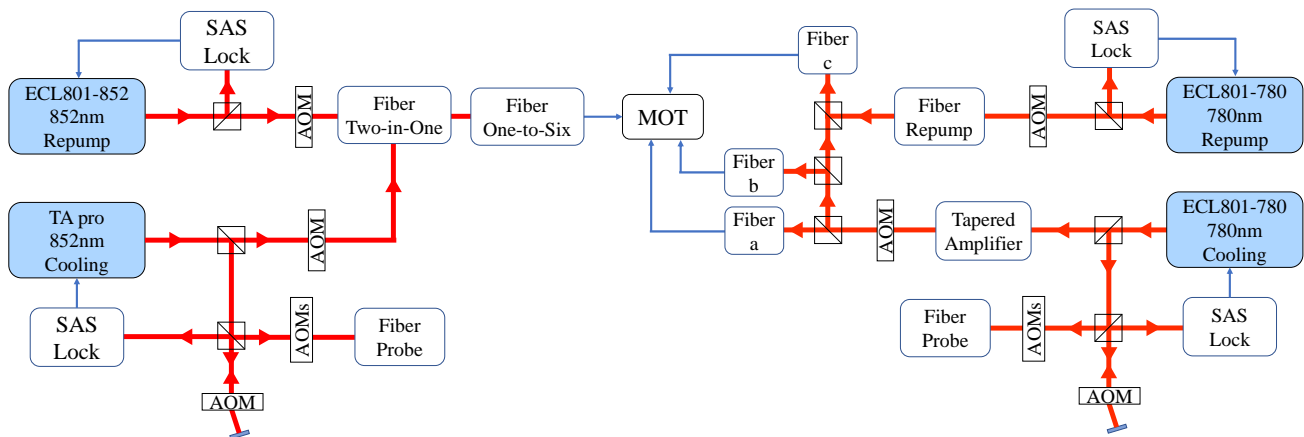 SAS
Lock
ECL801-852
852nm
Repump
AOM
Fiber
Two-in-One
Fiber
One-to-Six
TA pro
852nm
Cooling
AOM
SAS
Lock
AOMs
Fiber
Probe
AOM
MOT
Fiber
c
Fiber
b
Fiber
a
Fiber
Repump
AOM
SAS
Lock
ECL801-780
780nm
Repump
AOM
Tapered
Amplifier
ECL801-780
780nm
Cooling
Fiber
Probe
AOMs
SAS
Lock
AOM